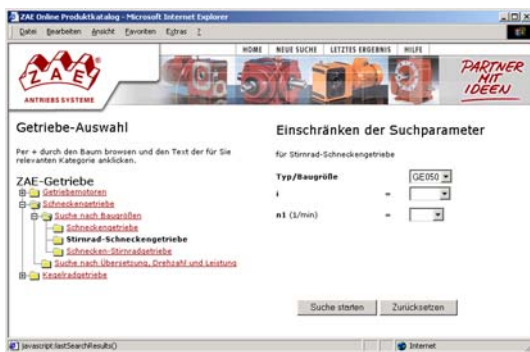 ZAE Online Produktkatalog - Microsoft Internet Explorer
Datei Bearbeiten Ansicht Favoriten Extras ?
HOME NEUE SUCHE LETZTES ERGEBNIS HILFE
ZAE
ANTRIEBSSYSTEME
PARTNER
MIT
IDEEN
Getriebe-Auswahl
Per + durch den Baum browsen und den Text der für Sie
relevanten Kategorie anklicken.
ZAE-Getriebe
Getriebemotoren
Schneckengetriebe
Suche nach Baugrößen
Schneckengetriebe
Stirnrad-Schneckengetriebe
Schnecken-Stirnradgetriebe
Suche nach Übersetzung, Drehzahl und Leistung
Kegelradgetriebe
Einschränken der Suchparameter
für Stirnrad-Schneckengetriebe
Typ/Baugröße GE050
i =
n1 (1/min) =
Suche starten Zurücksetzen
javascript:lastSearchResults() Internet